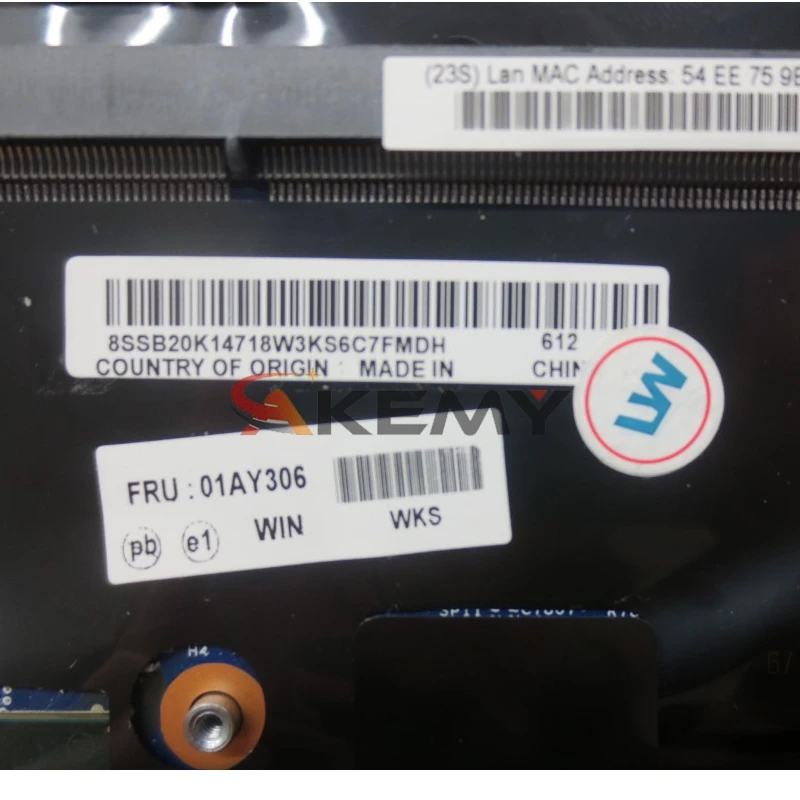 (23S) Lan MAC Address: 54 EE 75 9E
8SSB20K14718W3KS6C7FMDH 612
COUNTRY OF ORIGIN : MADE IN CHIN
LW
AKEMY
FRU : 01AY306
pb e1 WIN WKS
H4